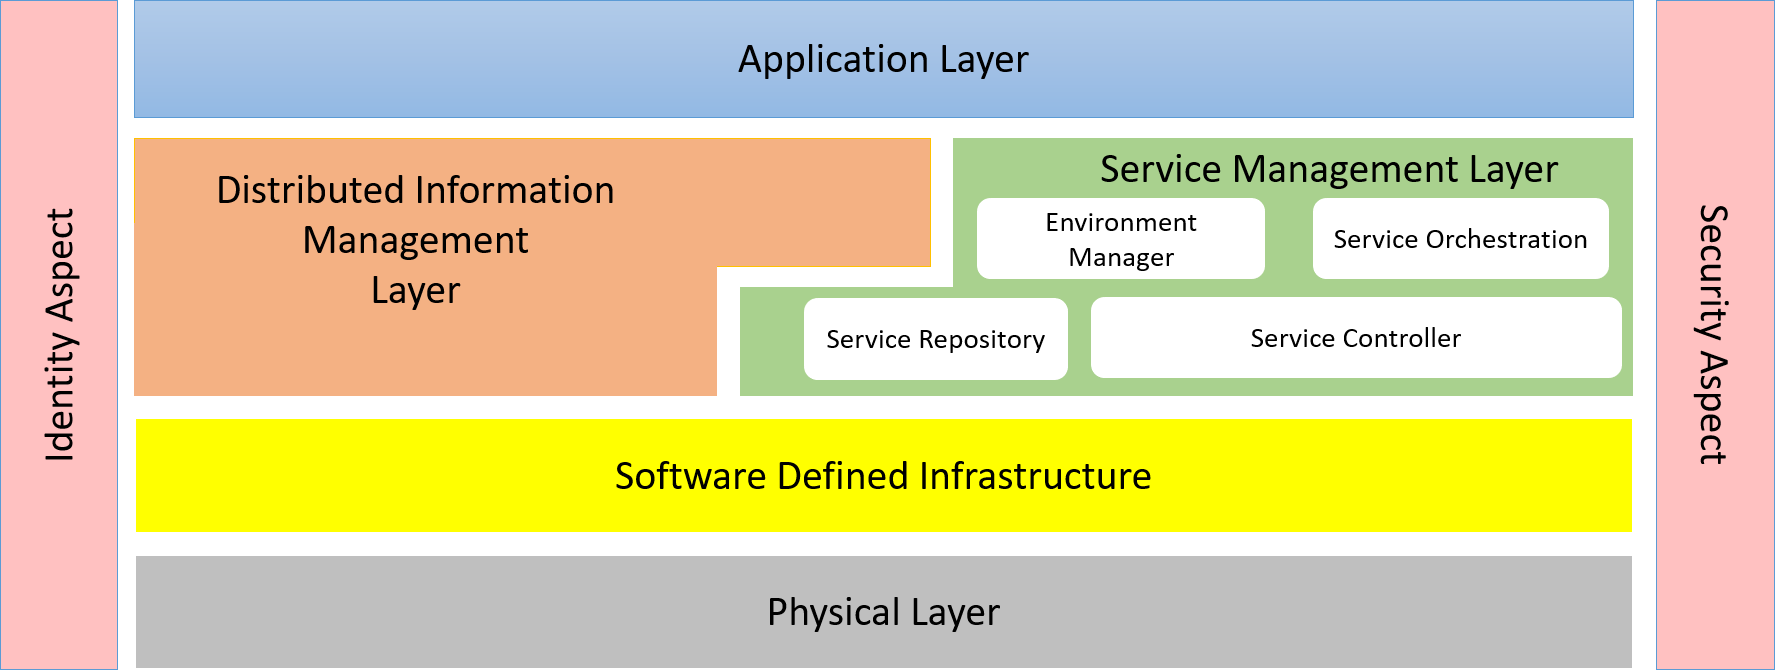 Application Layer
Identity Aspect
Distributed Information
Management
Layer
Service Management Layer
Environment
Manager
Service Orchestration
Service Repository
Service Controller
Security Aspect
Software Defined Infrastructure
Physical Layer